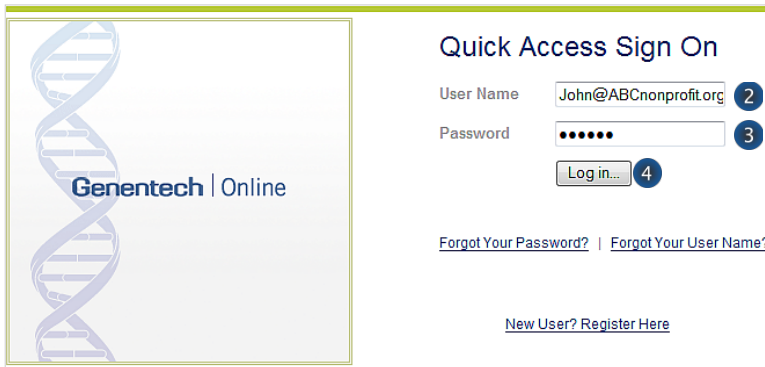 Quick Access Sign On
User Name John@ABCnonprofit.org 2
Password •••••• 3
Log in... 4
Genentech | Online
Forgot Your Password? | Forgot Your User Name?
New User? Register Here